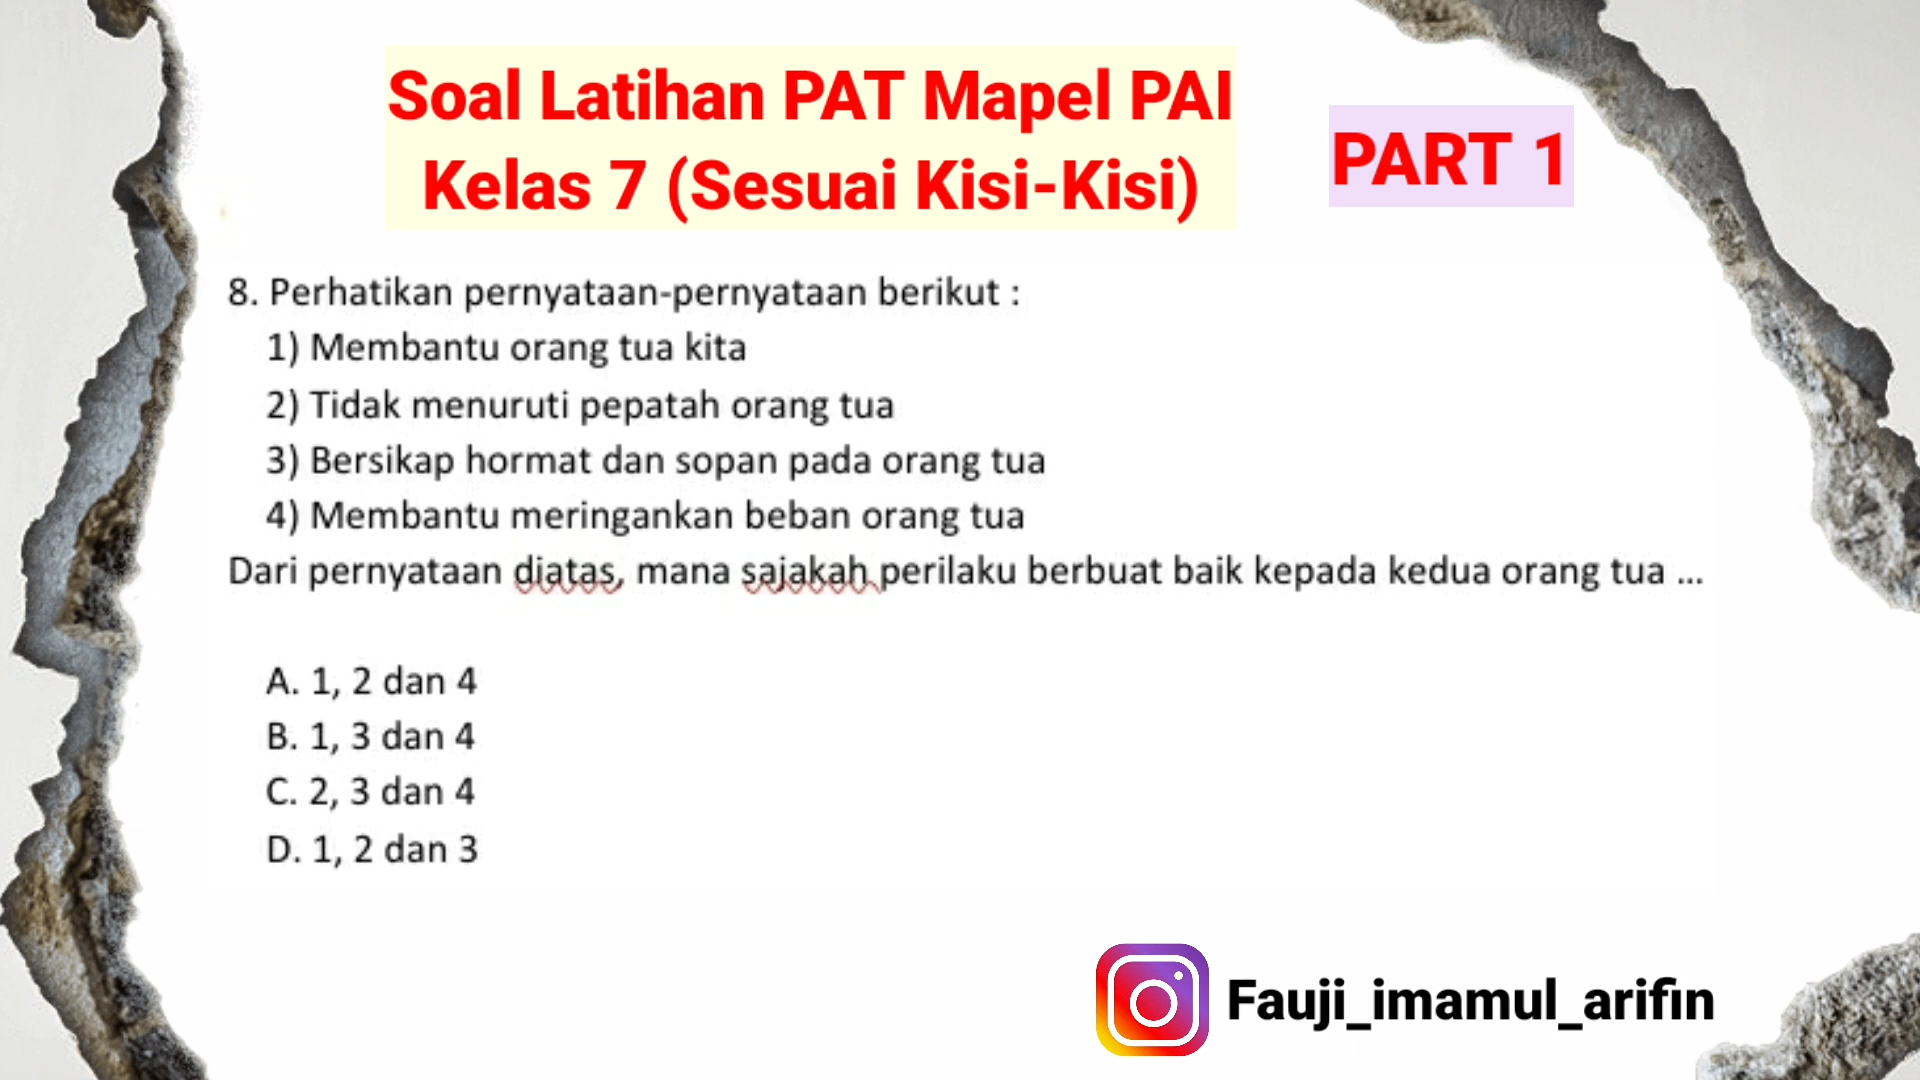 Soal Latihan PAT Mapel PAI
Kelas 7 (Sesuai Kisi-Kisi)
PART 1
8. Perhatikan pernyataan-pernyataan berikut :
1) Membantu orang tua kita
2) Tidak menuruti pepatah orang tua
3) Bersikap hormat dan sopan pada orang tua
4) Membantu meringankan beban orang tua
Dari pernyataan diatas, mana sajakah perilaku berbuat baik kepada kedua orang tua ...
A. 1, 2 dan 4
B. 1, 3 dan 4
C. 2, 3 dan 4
D. 1, 2 dan 3
Fauji_imamul_arifin